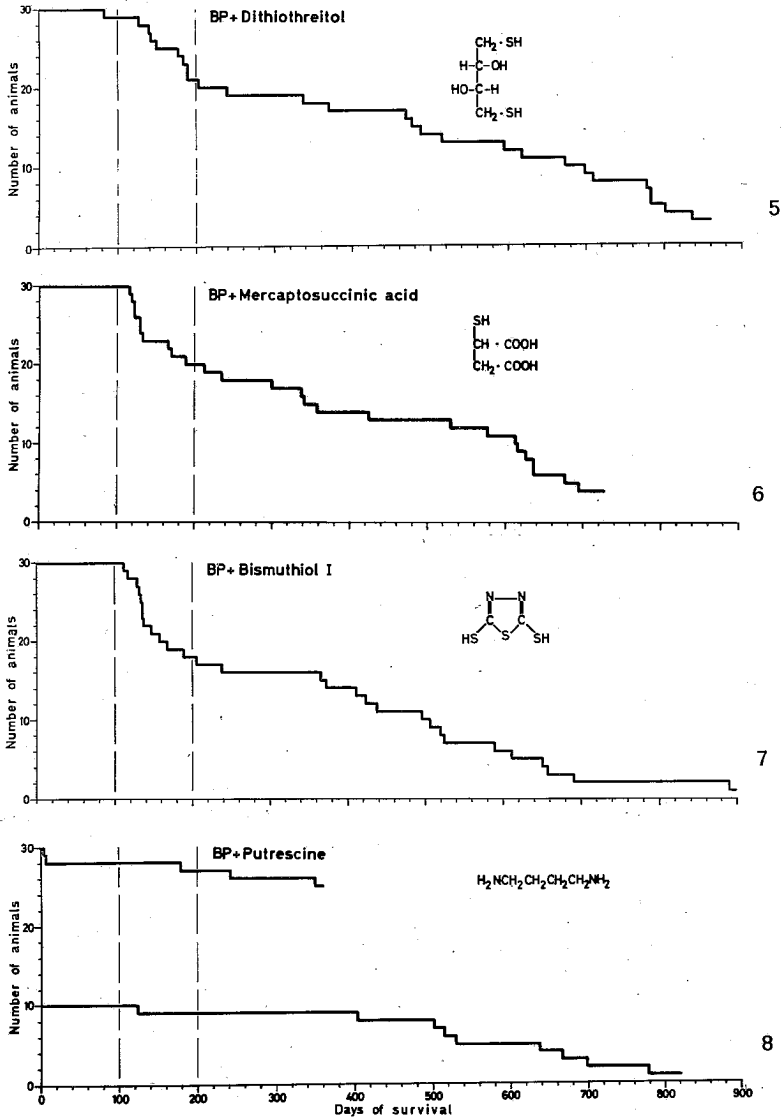 BP+Dithiothreitol
Number of animals
30
20
10
0
CH2·SH
H-C-OH
HO-C-H
CH2·SH
5
BP+Mercaptosuccinic acid
Number of animals
30
20
10
0
SH
CH·COOH
CH2·COOH
6
BP+Bismuthiol I
Number of animals
30
20
10
0
N N
HS C S C SH
7
BP+Putrescine
Number of animals
30
20
10
0
H2NCH2CH2CH2CH2NH2
8
0 100 200 300 400 500 600 700 800 900
Days of survival